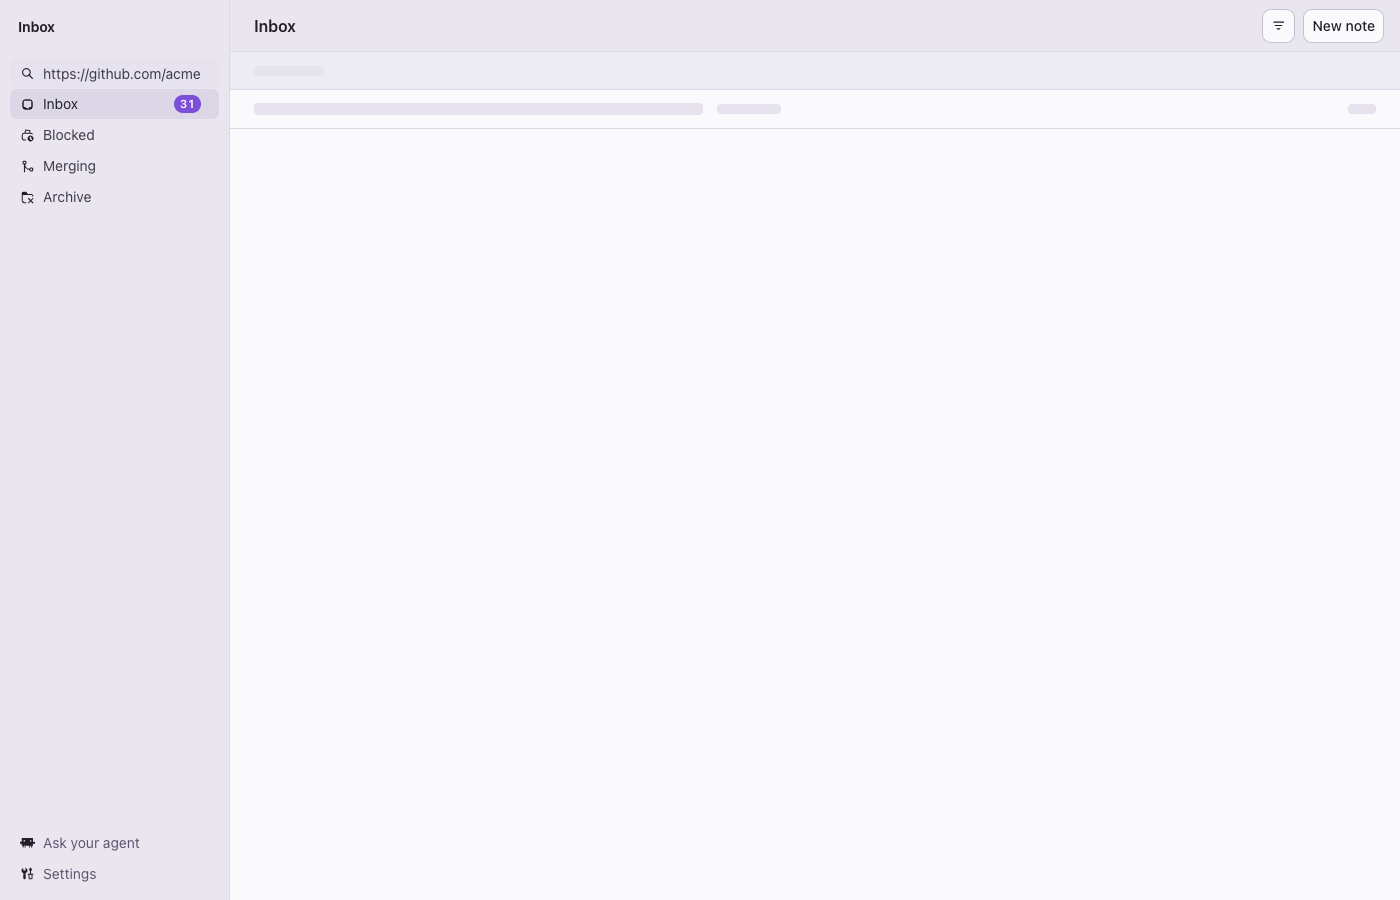 Inbox
https://github.com/acme
Inbox 31
Blocked
Merging
Archive
Ask your agent
Settings
Inbox
New note